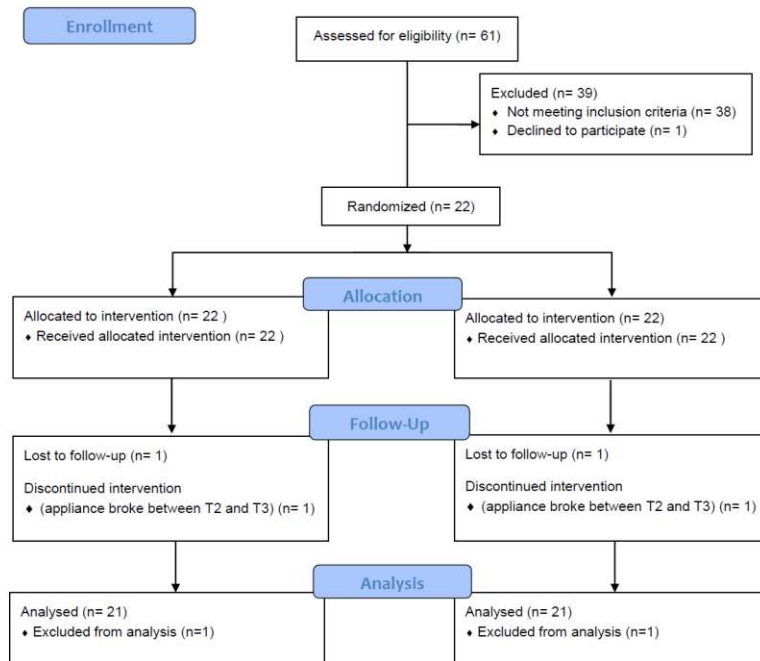 Enrollment
Assessed for eligibility (n= 61)
Excluded (n= 39)
♦ Not meeting inclusion criteria (n= 38)
♦ Declined to participate (n= 1)
Randomized (n= 22)
Allocation
Allocated to intervention (n= 22 )
♦ Received allocated intervention (n= 22 )
Allocated to intervention (n= 22)
♦ Received allocated intervention (n= 22 )
Follow-Up
Lost to follow-up (n= 1)
Discontinued intervention
♦ (appliance broke between T2 and T3) (n= 1)
Lost to follow-up (n= 1)
Discontinued intervention
♦ (appliance broke between T2 and T3) (n= 1)
Analysis
Analysed (n= 21)
♦ Excluded from analysis (n=1)
Analysed (n= 21)
♦ Excluded from analysis (n=1)